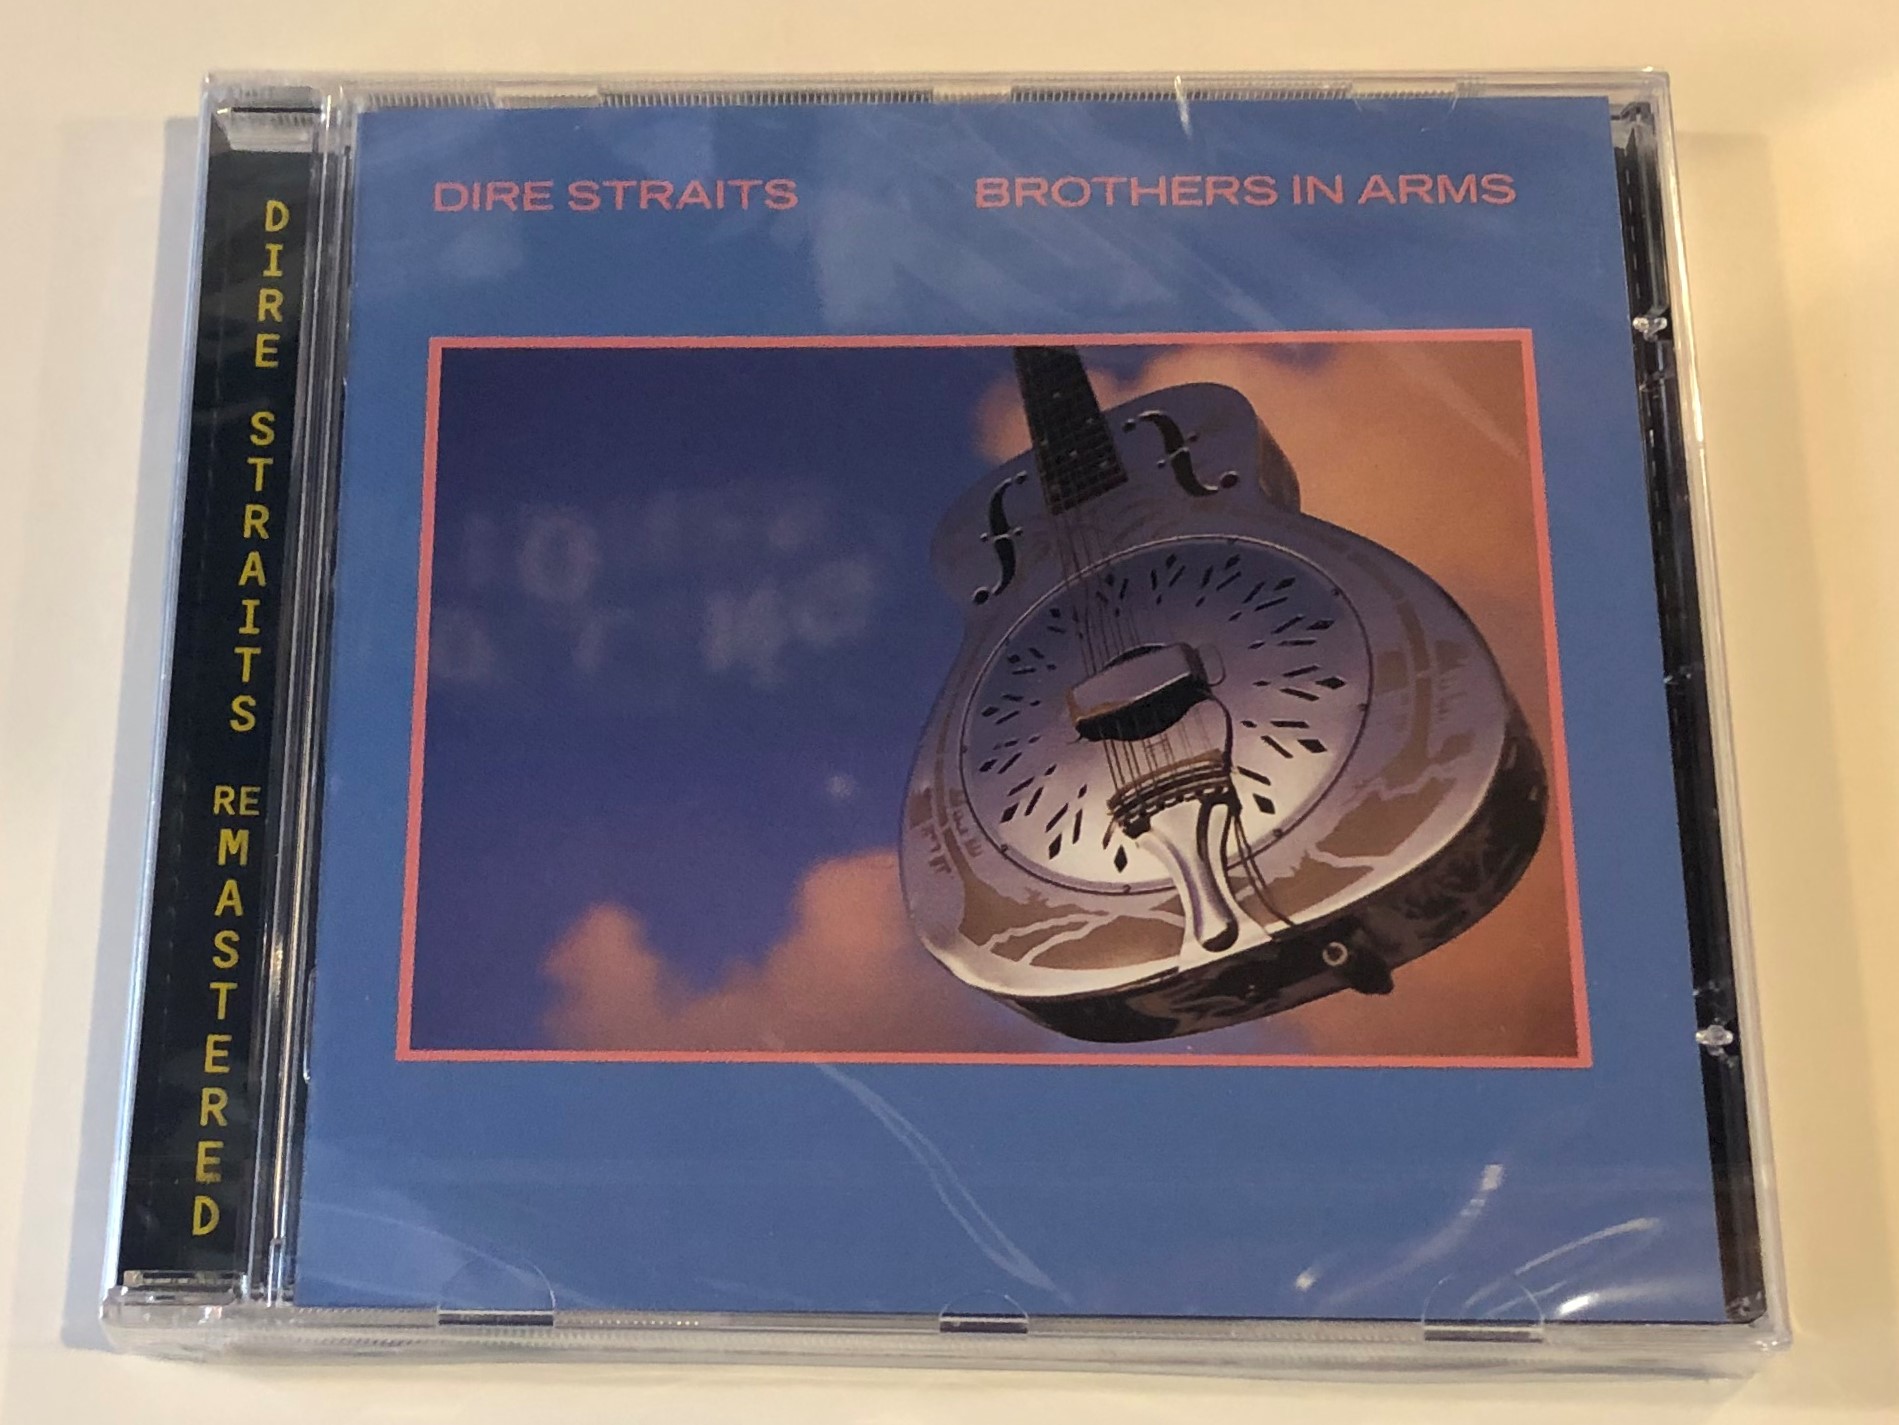 DIRE STRAITS REMASTERED
DIRE STRAITS BROTHERS IN ARMS